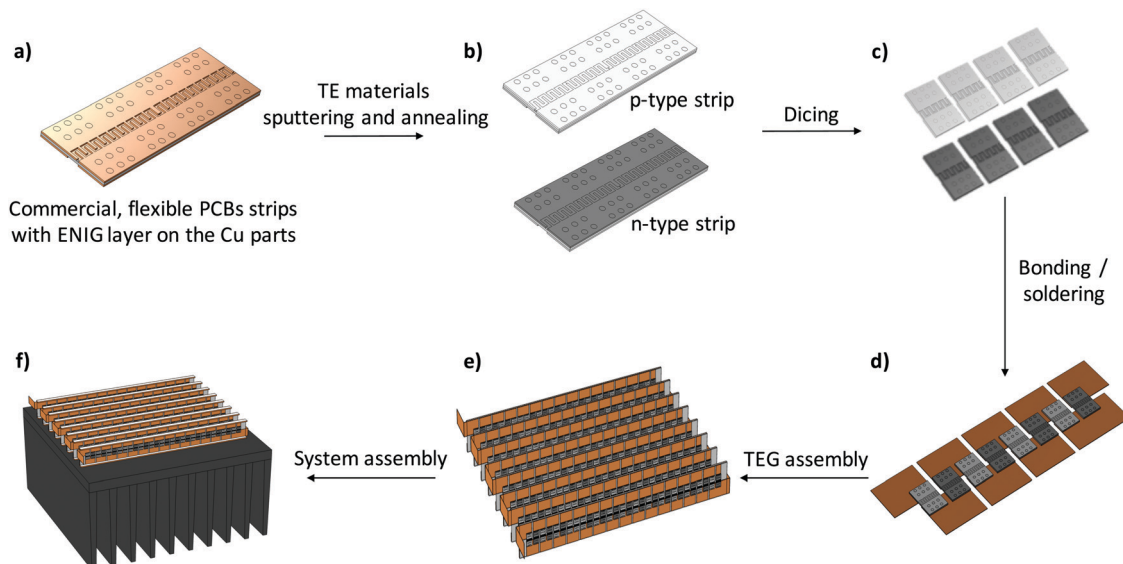 a)
b)
c)
TE materials
sputtering and annealing
p-type strip
Dicing
Commercial, flexible PCBs strips
with ENIG layer on the Cu parts
n-type strip
Bonding /
soldering
f)
e)
d)
System assembly
TEG assembly